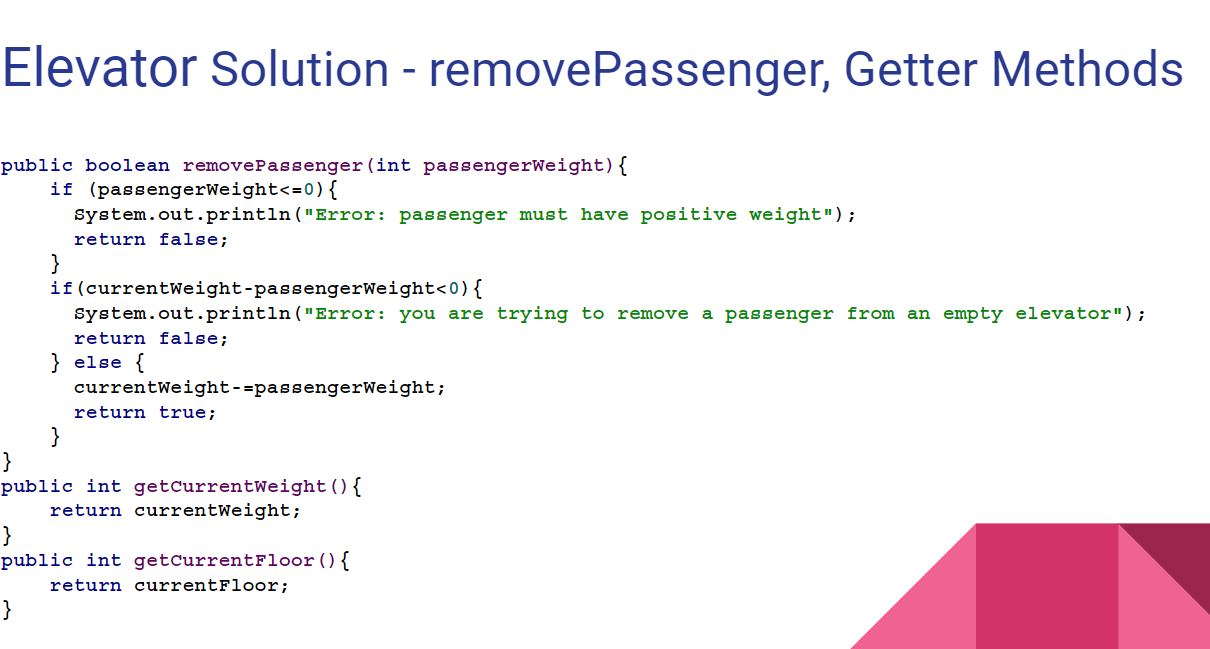 Elevator Solution - removePassenger, Getter Methods
public boolean removePassenger(int passengerWeight){
    if (passengerWeight<=0){
      System.out.println("Error: passenger must have positive weight");
      return false;
    }
    if(currentWeight-passengerWeight<0){
      System.out.println("Error: you are trying to remove a passenger from an empty elevator");
      return false;
    } else {
      currentWeight-=passengerWeight;
      return true;
    }
}
public int getCurrentWeight(){
    return currentWeight;
}
public int getCurrentFloor(){
    return currentFloor;
}